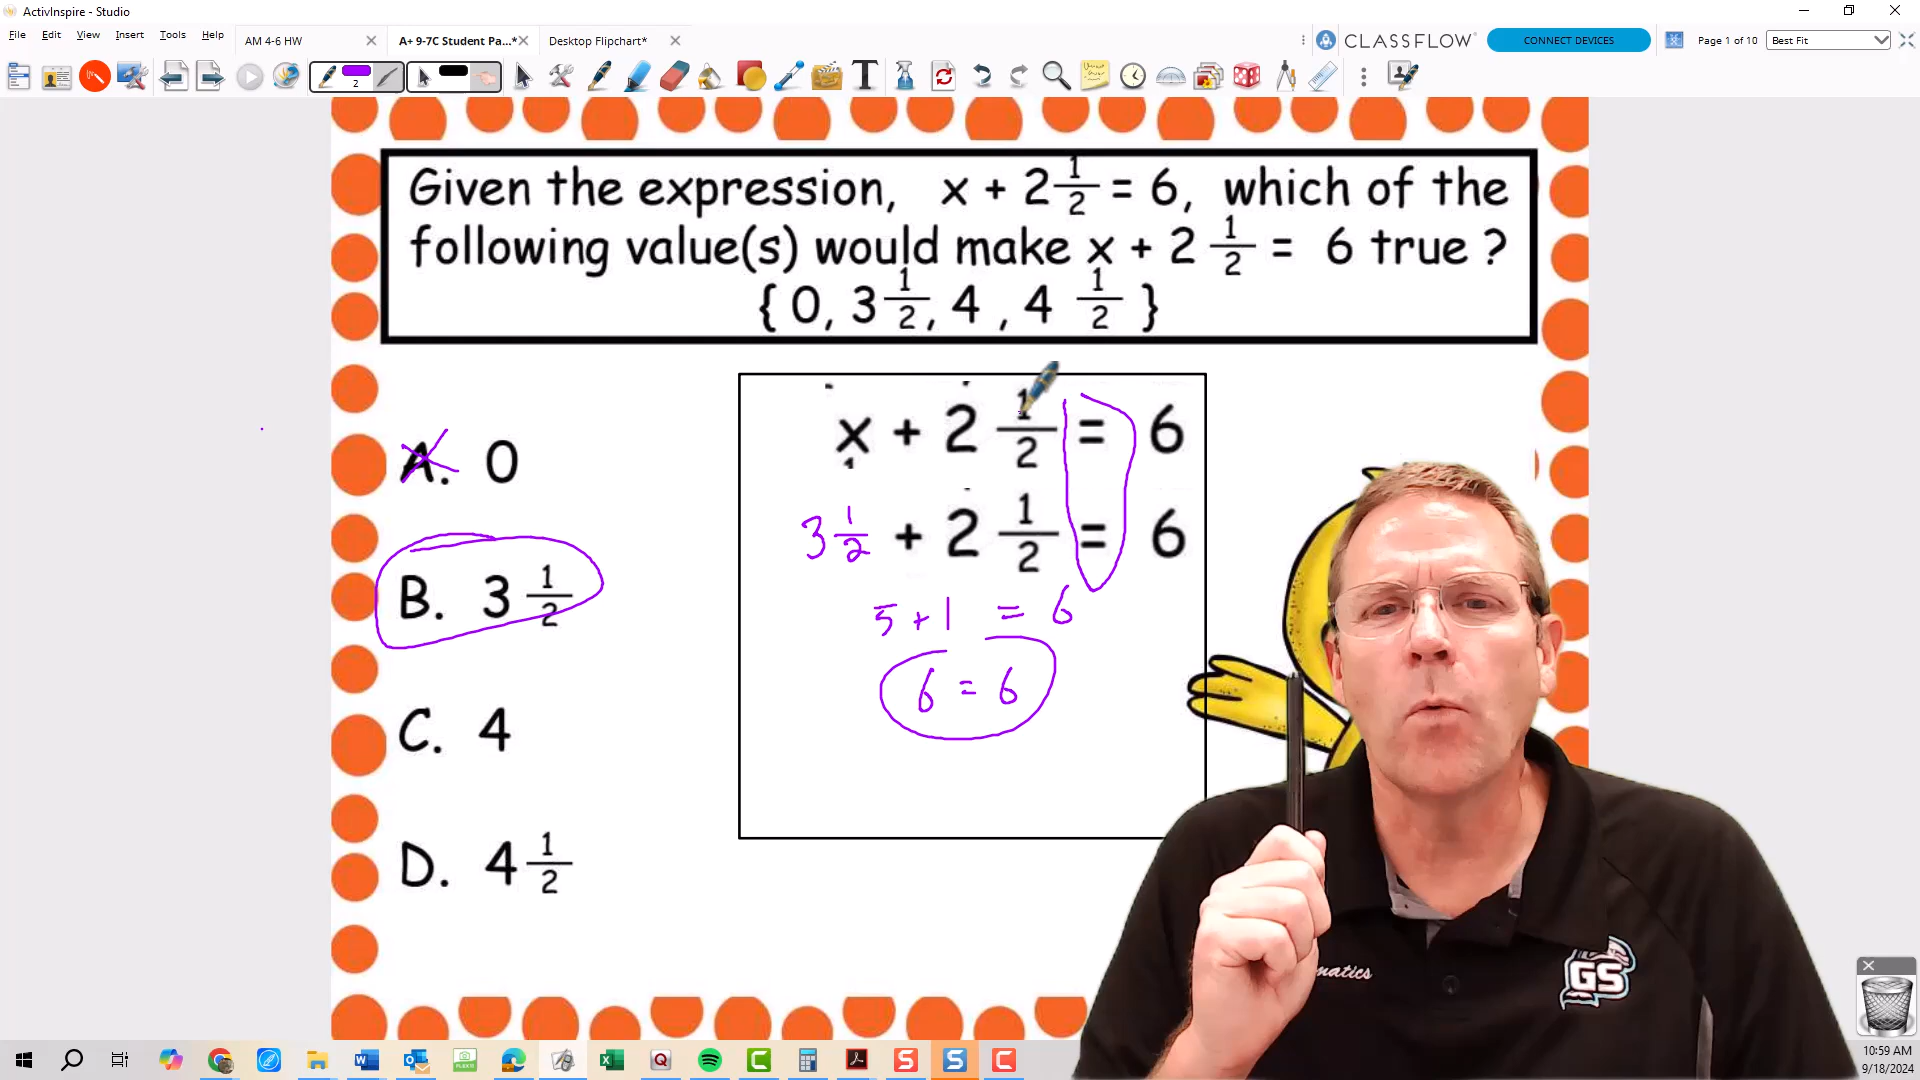 ActivInspire - Studio
File Edit View Insert Tools Help
AM 4-6 HW
A+ 9-7C Student Pa...*
Desktop Flipchart*
CLASSFLOW
CONNECT DEVICES
Page 1 of 10
Best Fit
2
Given the expression, x + 2 1/2 = 6, which of the
following value(s) would make x + 2 1/2 = 6 true ?
{ 0, 3 1/2, 4 , 4 1/2 }
x + 2 1/2 = 6
3 1/2 + 2 1/2 = 6
5 + 1 = 6
6 = 6
A. 0
B. 3 1/2
C. 4
D. 4 1/2
matics
GS
10:59 AM
9/18/2024